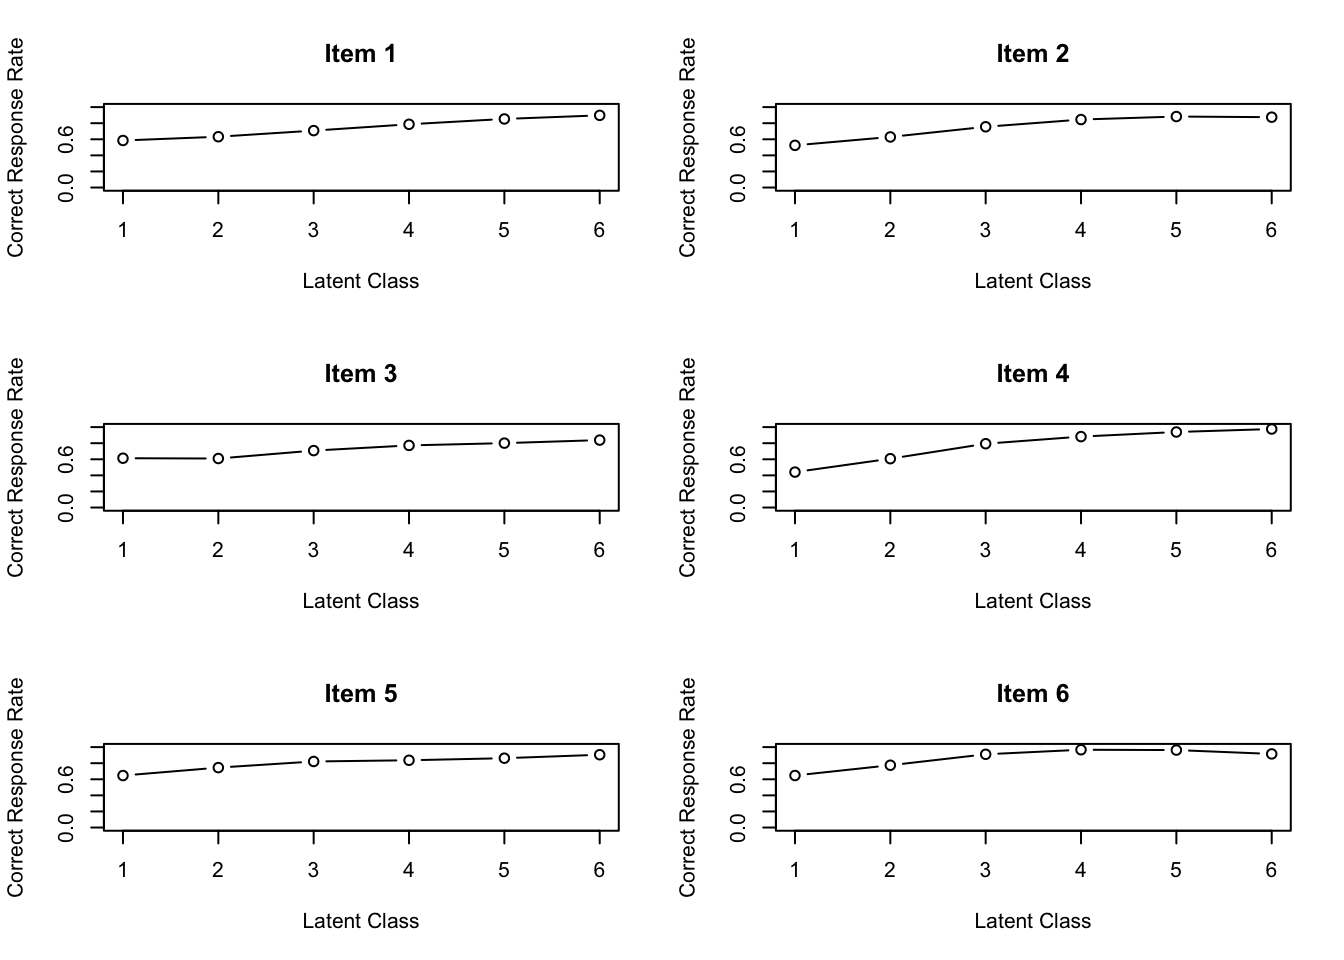 Item 1
Correct Response Rate
0.6
0.0
1 2 3 4 5 6
Latent Class
Item 2
Correct Response Rate
0.6
0.0
1 2 3 4 5 6
Latent Class
Item 3
Correct Response Rate
0.6
0.0
1 2 3 4 5 6
Latent Class
Item 4
Correct Response Rate
0.6
0.0
1 2 3 4 5 6
Latent Class
Item 5
Correct Response Rate
0.6
0.0
1 2 3 4 5 6
Latent Class
Item 6
Correct Response Rate
0.6
0.0
1 2 3 4 5 6
Latent Class